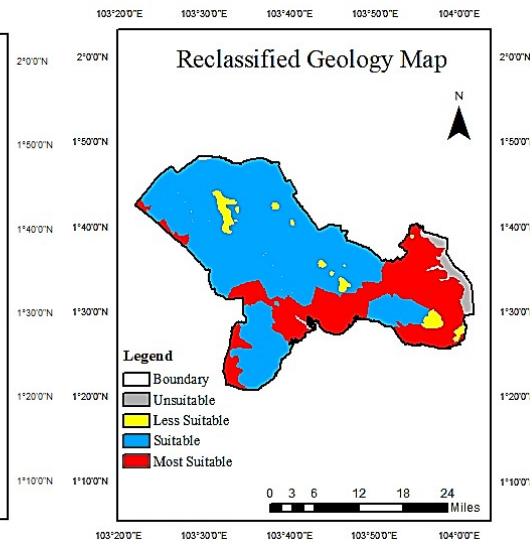 103°20'0"E 103°30'0"E 103°40'0"E 103°50'0"E 104°0'0"E
Reclassified Geology Map
N
2°0'0"N 2°0'0"N 2°0'0"N
1°50'0"N 1°50'0"N 1°50'0"N
1°40'0"N 1°40'0"N 1°40'0"N
1°30'0"N 1°30'0"N 1°30'0"N
1°20'0"N 1°20'0"N 1°20'0"N
1°10'0"N 1°10'0"N 1°10'0"N
Legend
Boundary
Unsuitable
Less Suitable
Suitable
Most Suitable
0 3 6 12 18 24
Miles
103°20'0"E 103°30'0"E 103°40'0"E 103°50'0"E 104°0'0"E